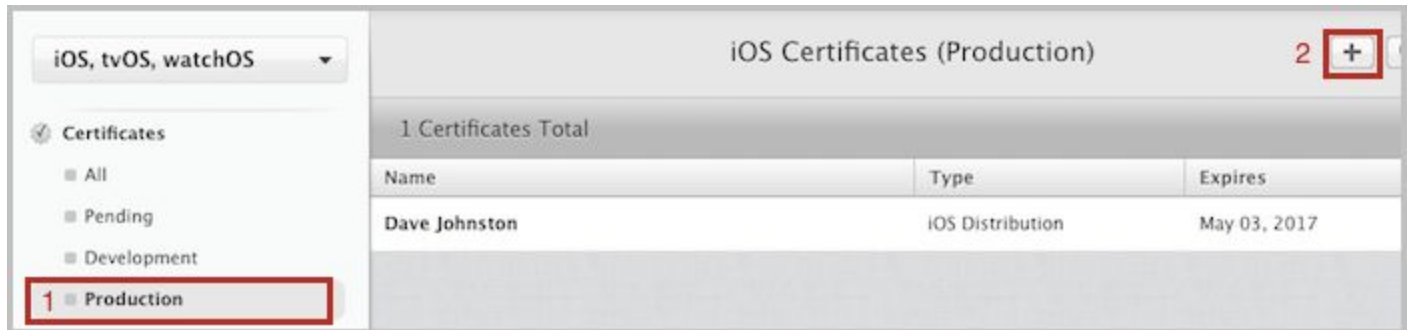 iOS, tvOS, watchOS
Certificates
All
Pending
Development
1 Production
iOS Certificates (Production)
2 +
1 Certificates Total
Name Type Expires
Dave Johnston iOS Distribution May 03, 2017